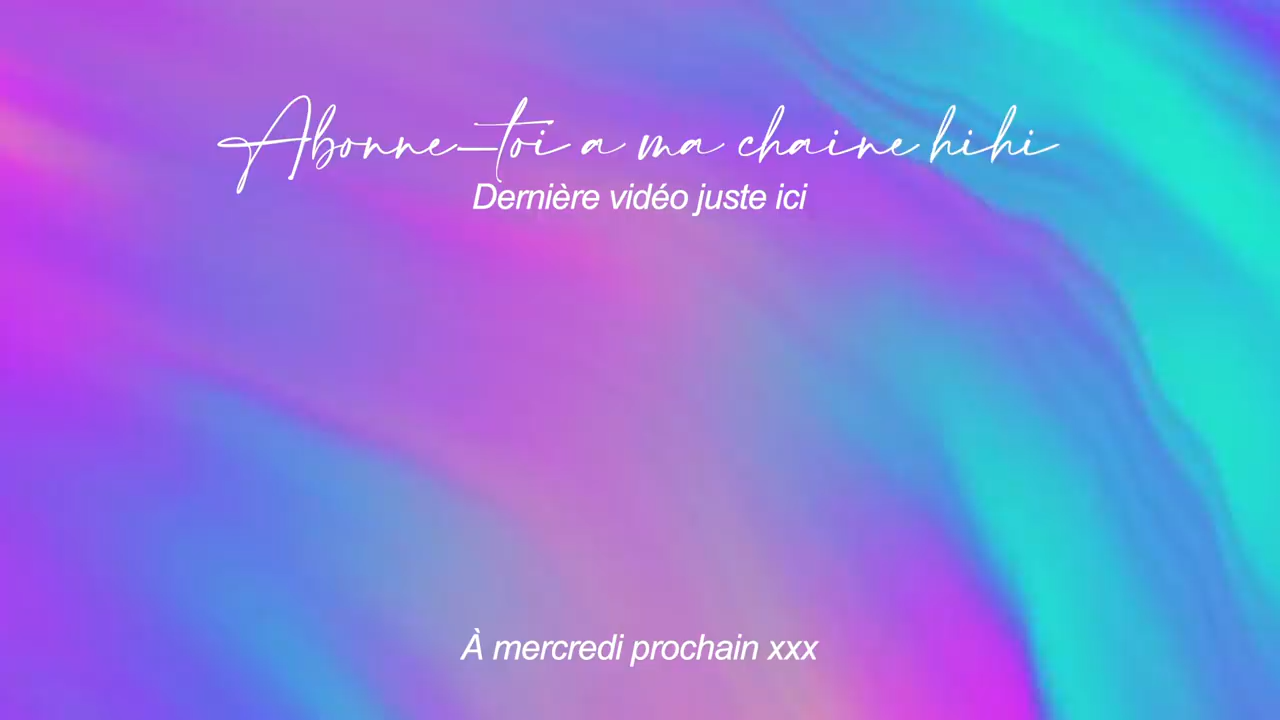 Abonne-toi a ma chaine hihi
Dernière vidéo juste ici
À mercredi prochain xxx